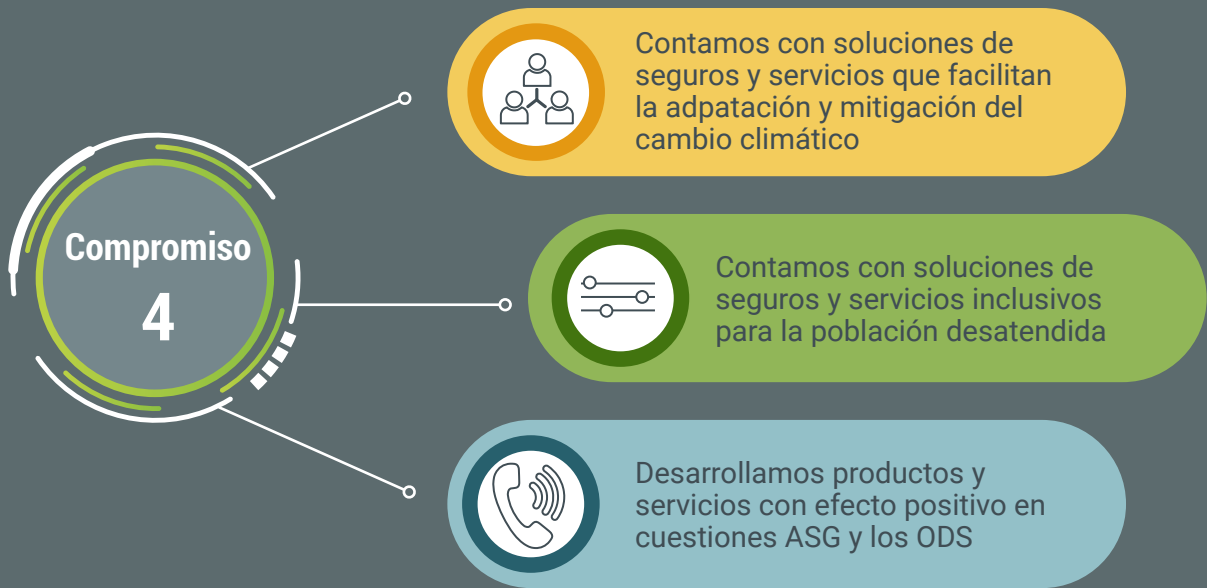 Compromiso
4
Contamos con soluciones de
seguros y servicios que facilitan
la adpatación y mitigación del
cambio climático
Contamos con soluciones de
seguros y servicios inclusivos
para la población desatendida
Desarrollamos productos y
servicios con efecto positivo en
cuestiones ASG y los ODS